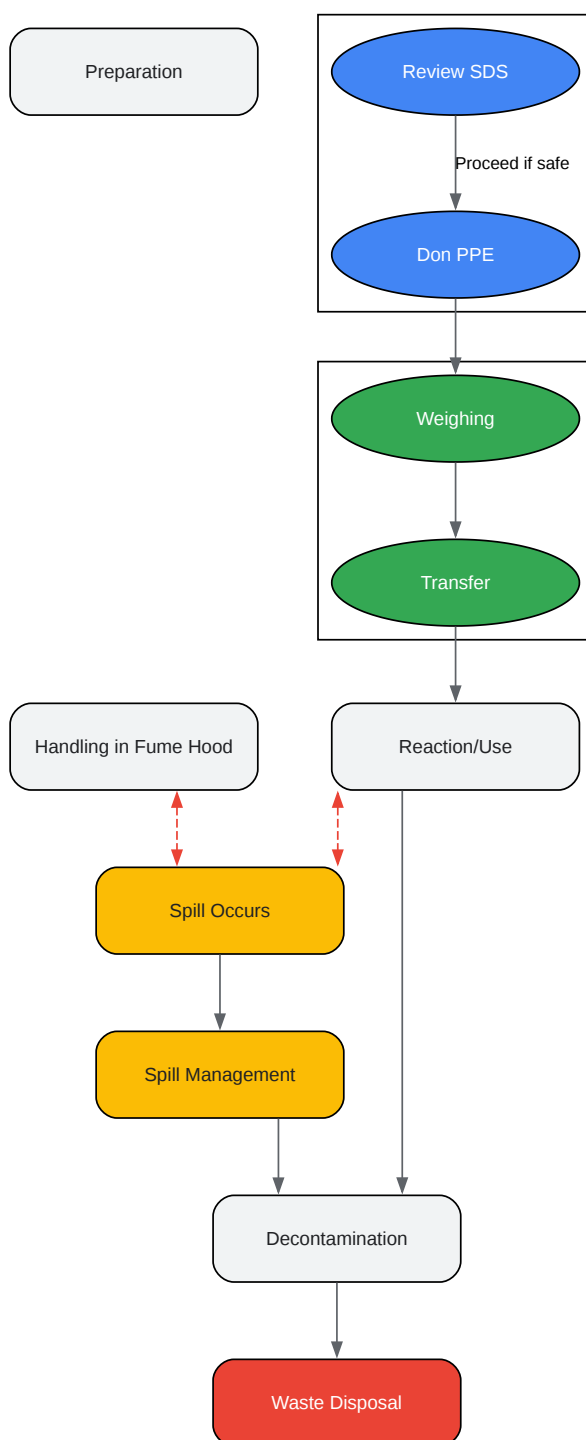 Preparation
Review SDS
Proceed if safe
Don PPE
Weighing
Transfer
Handling in Fume Hood
Reaction/Use
Spill Occurs
Spill Management
Decontamination
Waste Disposal